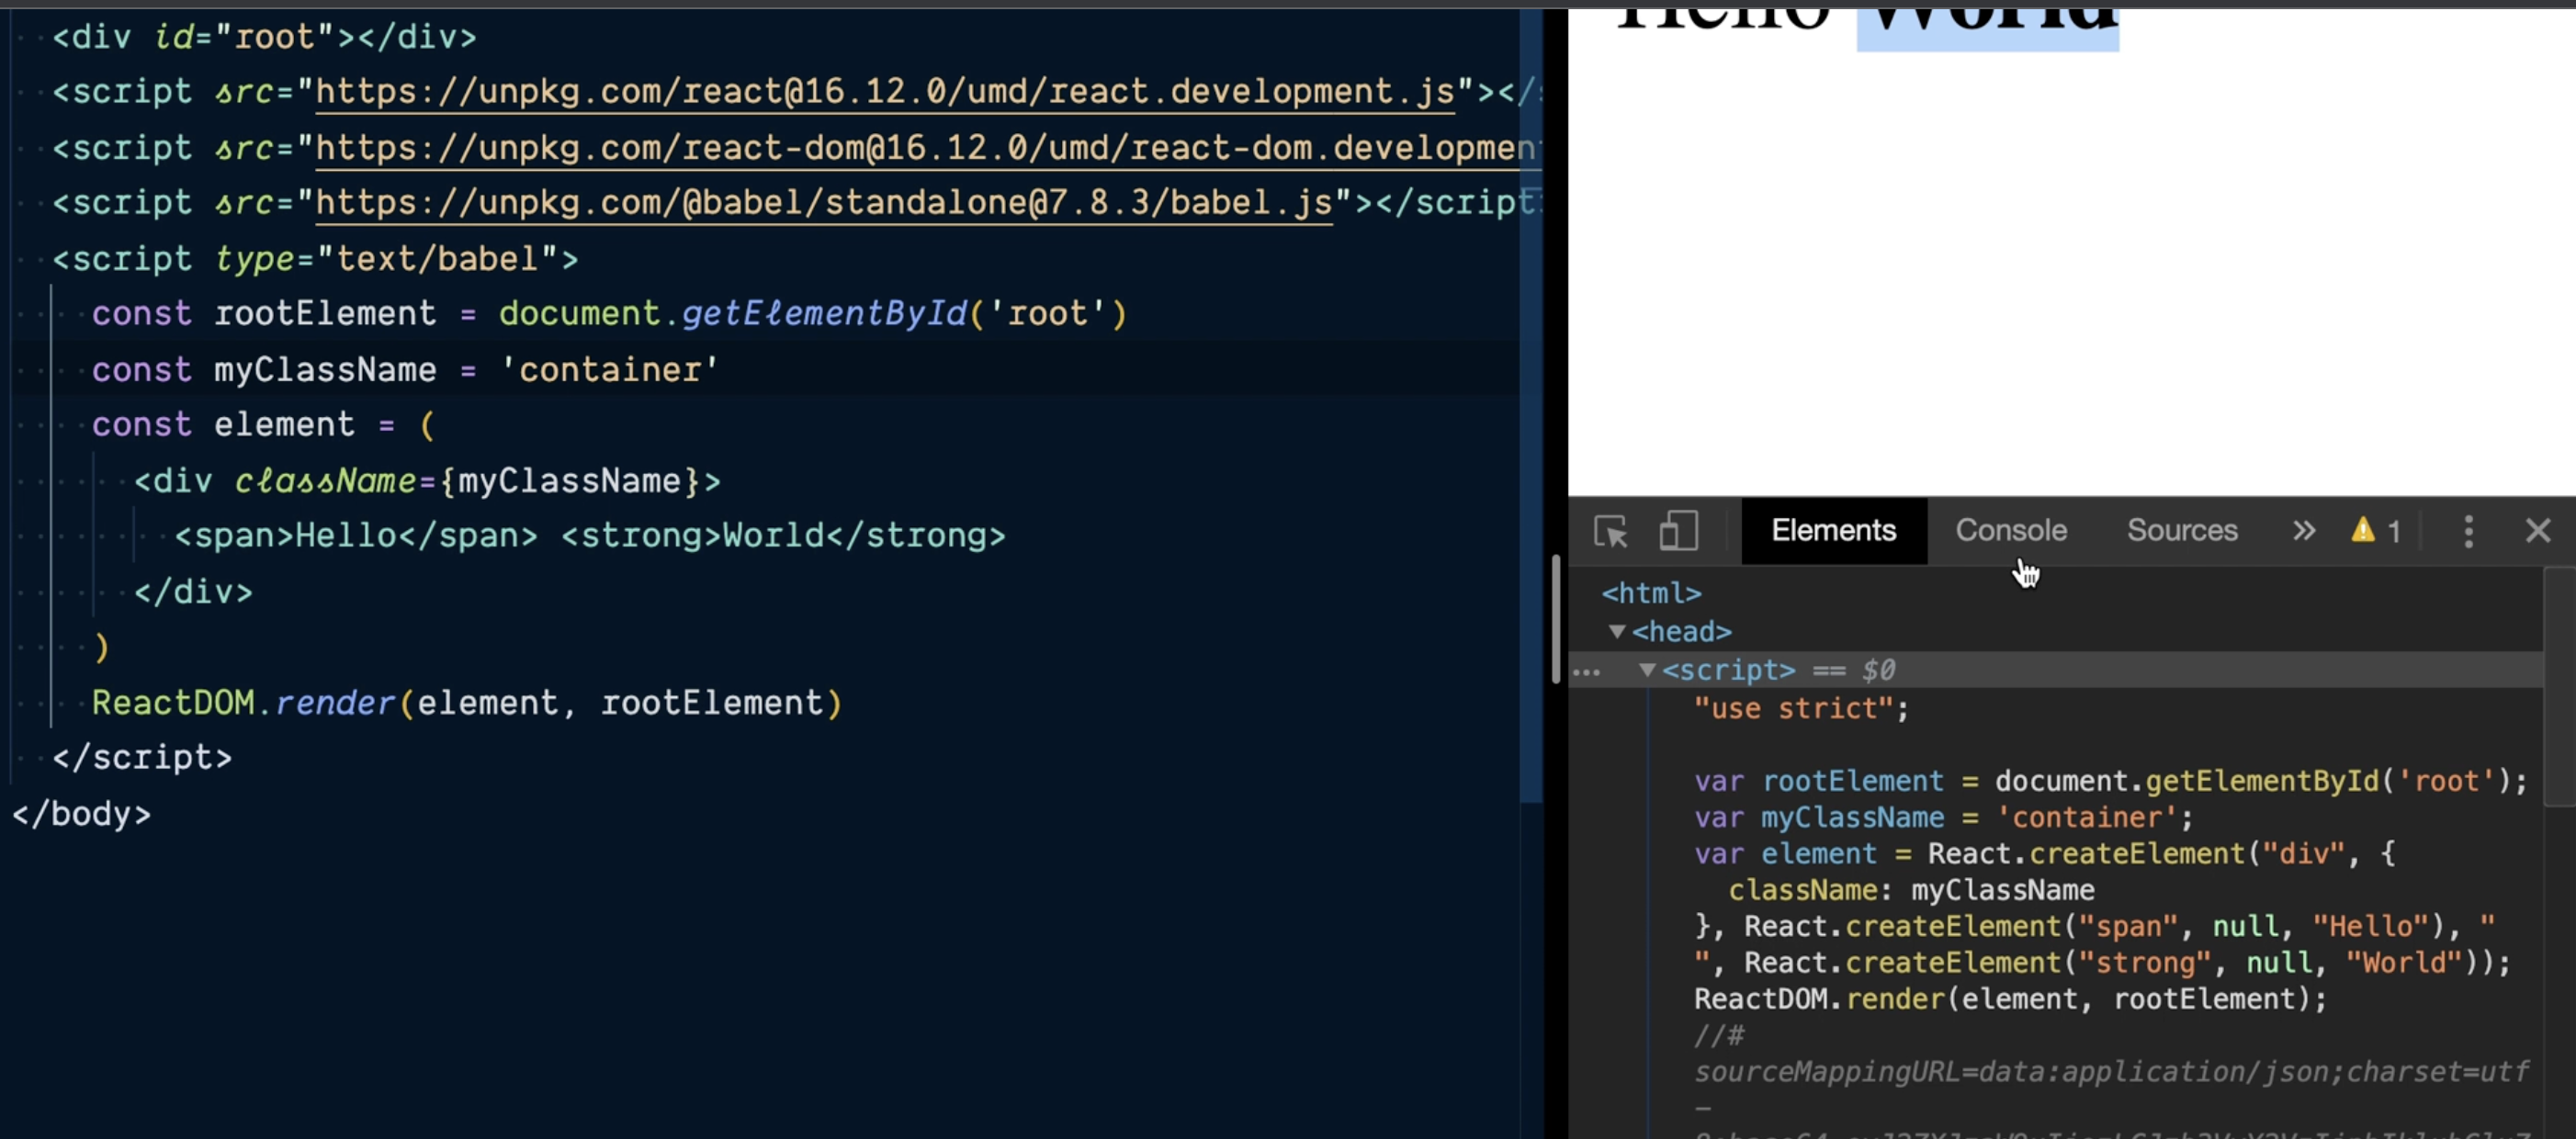 <div id="root"></div>
<script src="https://unpkg.com/react@16.12.0/umd/react.development.js"></
<script src="https://unpkg.com/react-dom@16.12.0/umd/react-dom.developmen
<script src="https://unpkg.com/@babel/standalone@7.8.3/babel.js"></script
<script type="text/babel">
const rootElement = document.getElementById('root')
const myClassName = 'container'
const element = (
<div className={myClassName}>
<span>Hello</span> <strong>World</strong>
</div>
)
ReactDOM.render(element, rootElement)
</script>
</body>
Hello World
Elements Console Sources » 1
<html>
<head>
… <script> == $0
"use strict";
var rootElement = document.getElementById('root');
var myClassName = 'container';
var element = React.createElement("div", {
className: myClassName
}, React.createElement("span", null, "Hello"), "
", React.createElement("strong", null, "World"));
ReactDOM.render(element, rootElement);
//#
sourceMappingURL=data:application/json;charset=utf
-